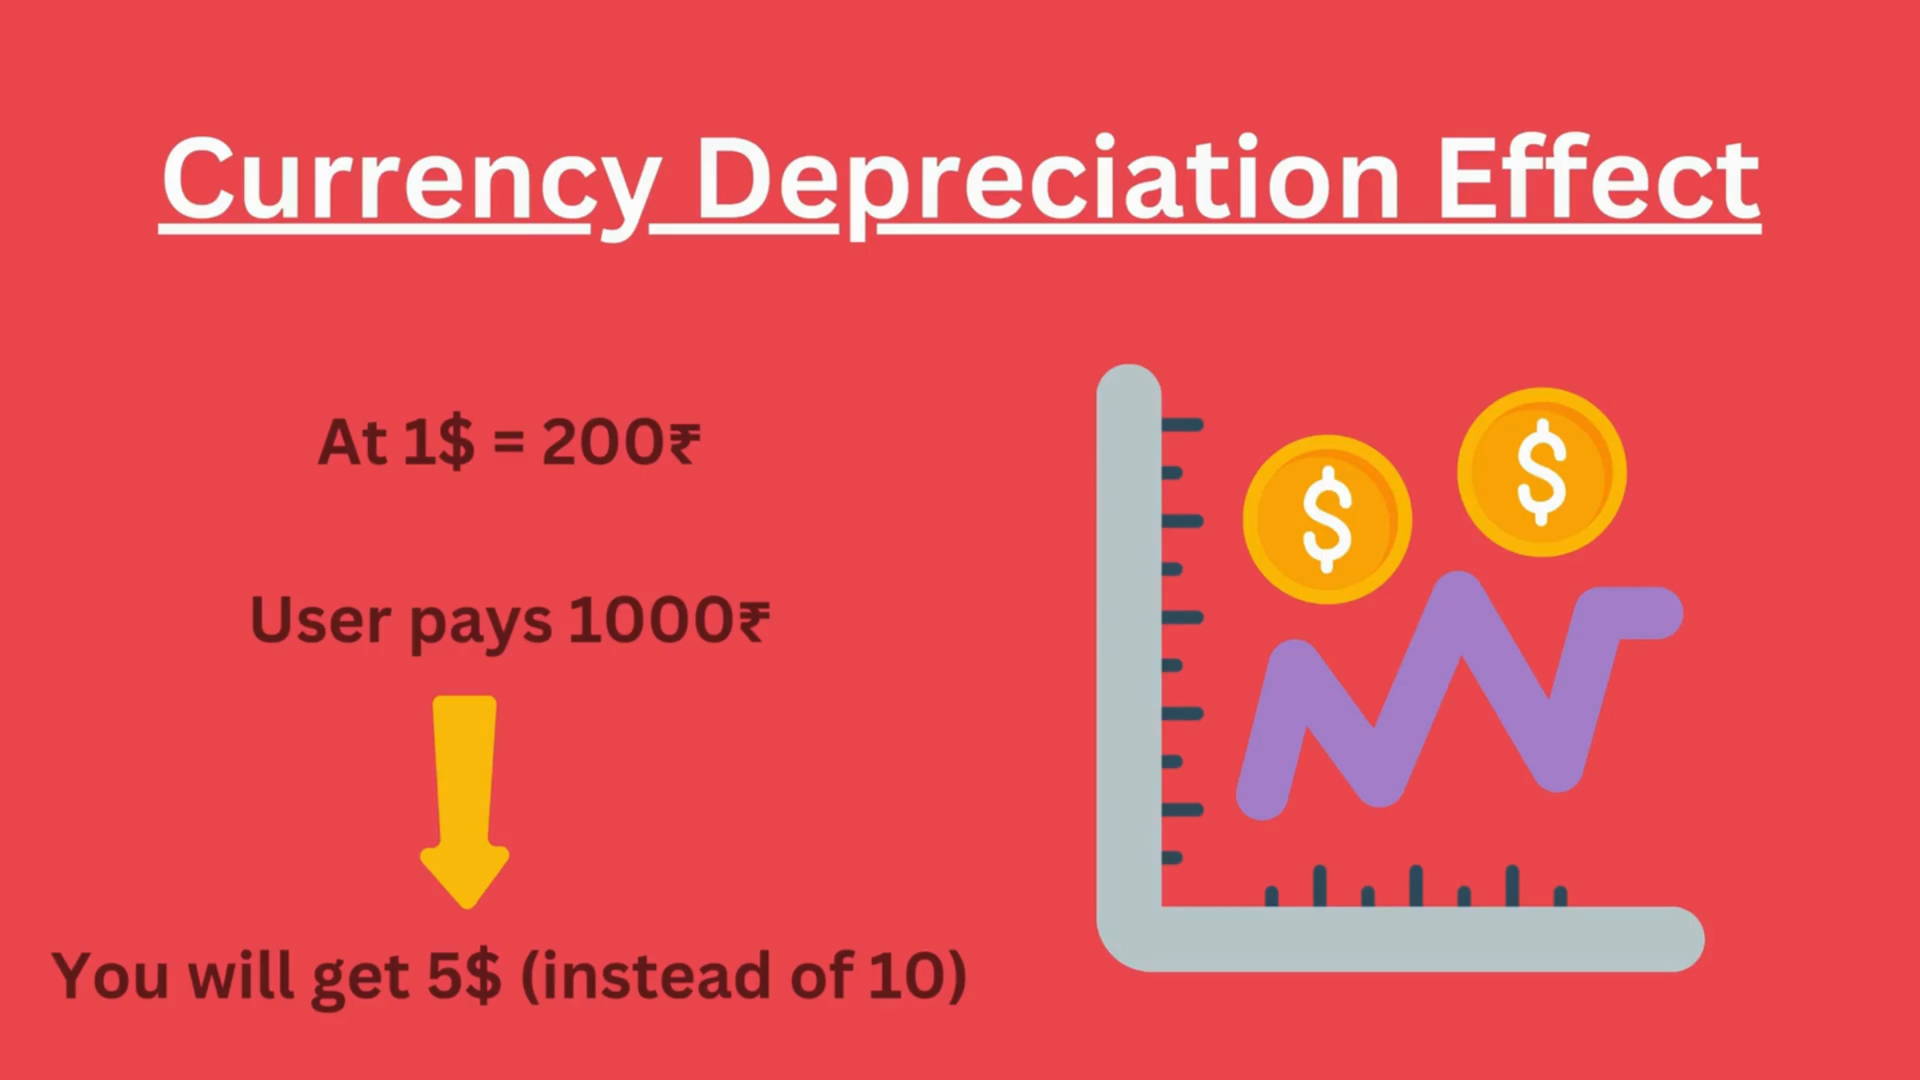 Currency Depreciation Effect
At 1$ = 200₹
User pays 1000₹
You will get 5$ (instead of 10)
$
$